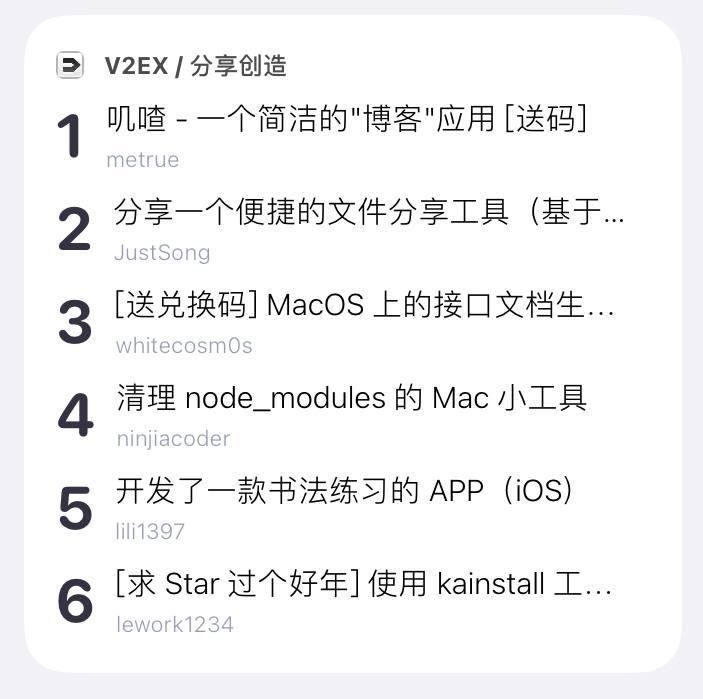 V2EX / 分享创造
1
叽喳 - 一个简洁的"博客"应用 [送码]
metrue
2
分享一个便捷的文件分享工具（基于...
JustSong
3
[送兑换码] MacOS 上的接口文档生...
whitecosm0s
4
清理 node_modules 的 Mac 小工具
ninjiacoder
5
开发了一款书法练习的 APP（iOS）
lili1397
6
[求 Star 过个好年] 使用 kainstall 工...
lework1234